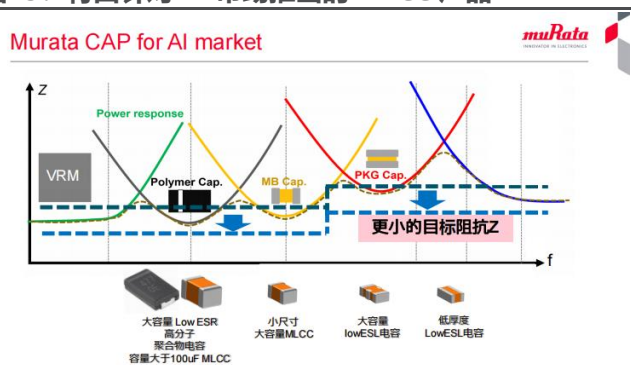 Murata CAP for AI market
muRata
INNOVATOR IN ELECTRONICS
Z
Power response
VRM
Polymer Cap.
MB Cap.
PKG Cap.
更小的目标阻抗Z
f
大容量 Low ESR
高分子
聚合物电容
容量大于100uF MLCC
小尺寸
大容量MLCC
大容量
lowESL电容
低厚度
LowESL电容